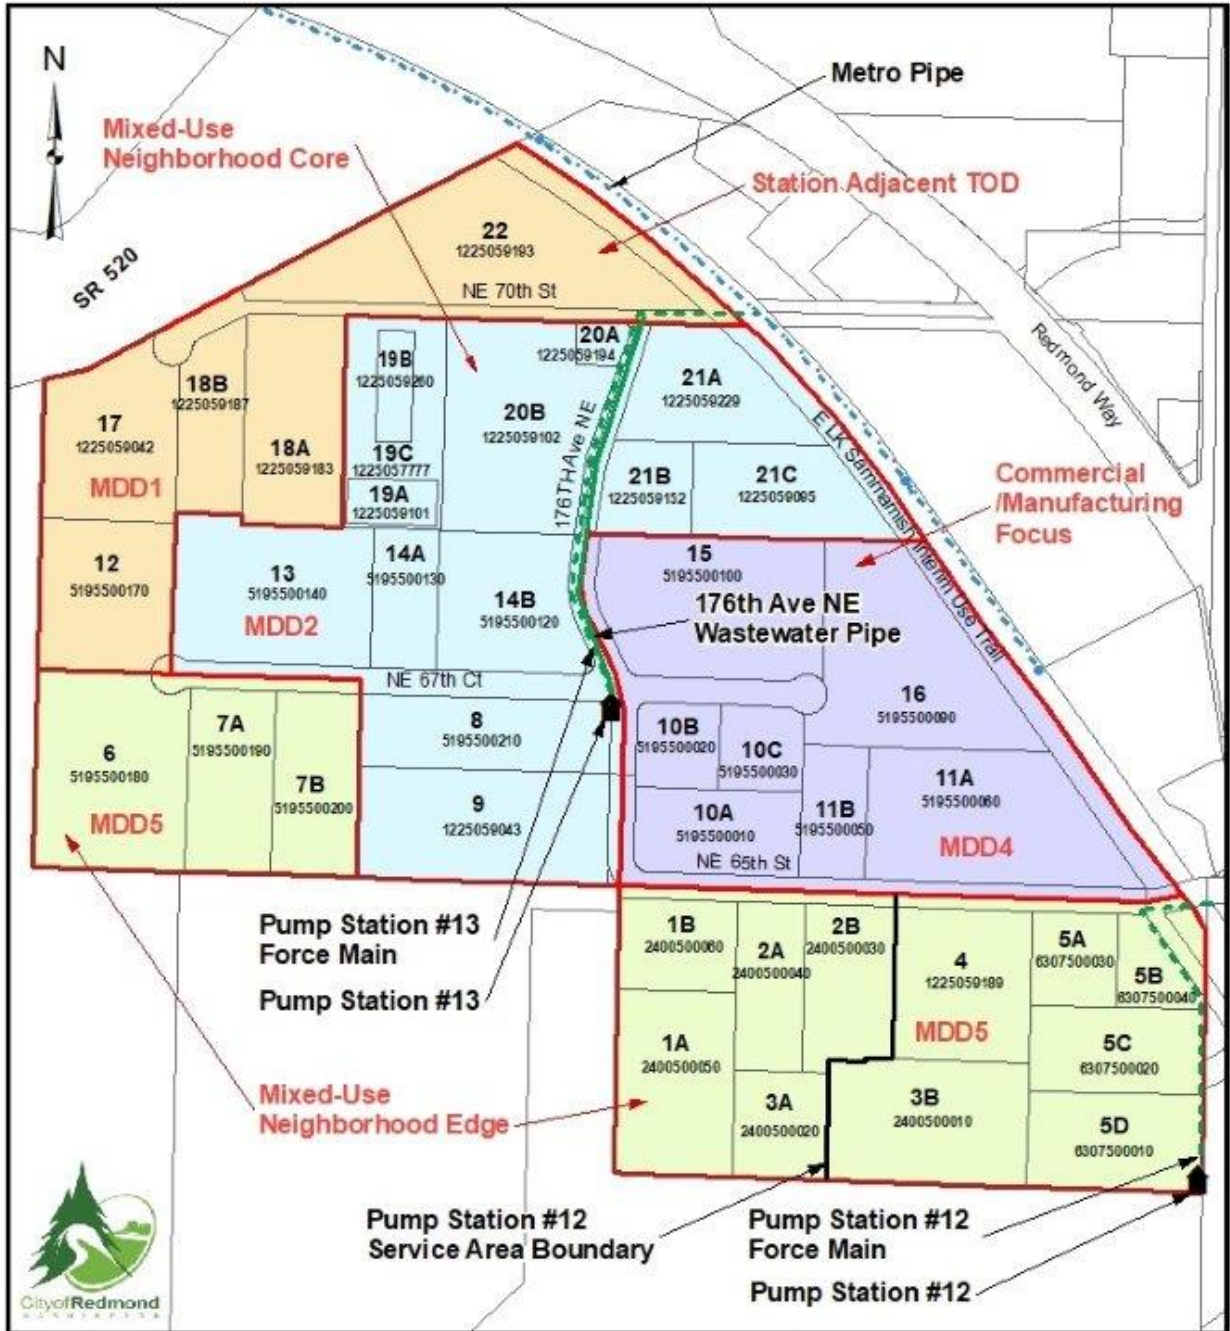 N
Metro Pipe
Mixed-Use
Neighborhood Core
Station Adjacent TOD
22
1225059193
SR 520
NE 70th St
Redmond Way
20A
1225059194
19B
1225059260
18B
1225059187
21A
1225059229
17
1225059042
20B
1225059102
176TH Ave NE
E LK Sammamish Interim Use Trail
18A
1225059183
19C
1225057777
21B
1225059152
21C
1225059095
Commercial
/Manufacturing
Focus
MDD1
19A
1225059101
12
5195500170
13
5195500140
14A
5195500130
15
5195500100
14B
5195500120
176th Ave NE
Wastewater Pipe
MDD2
NE 67th Ct
16
5195500090
7A
5195500190
8
5195500210
10B
5195500020
10C
5195500030
6
5195500180
7B
5195500200
11A
5195500060
9
1225059043
10A
5195500010
11B
5195500050
MDD5
MDD4
NE 65th St
Pump Station #13
Force Main
Pump Station #13
1B
2400500060
2A
2400500040
2B
2400500030
4
1225059189
5A
6307500030
5B
6307500040
MDD5
1A
2400500050
5C
6307500020
Mixed-Use
Neighborhood Edge
3A
2400500020
3B
2400500010
5D
6307500010
Pump Station #12
Service Area Boundary
Pump Station #12
Force Main
Pump Station #12
CityofRedmond
WASHINGTON